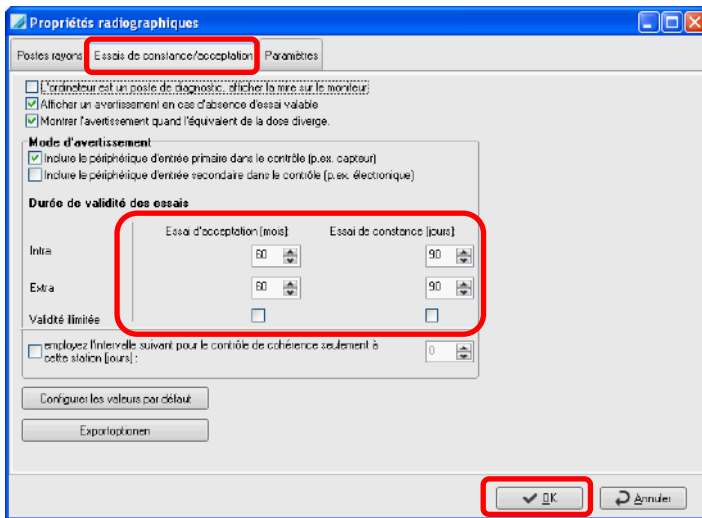 Propriétés radiographiques
Postes rayons Essais de constance/acceptation Paramètres
L'ordinateur est un poste de diagnostic, afficher la mire sur le moniteur
Afficher un avertissement en cas d'absence d'essai valable
Montrer l'avertissement quand l'équivalent de la dose diverge.
Mode d'avertissement
Inclure le périphérique d'entrée primaire dans le contrôle (p.ex. capteur)
Inclure le périphérique d'entrée secondaire dans le contrôle (p.ex. électronique)
Durée de validité des essais
Essai d'acceptation [mois]: Essai de constance [jours]:
Intra 60 90
Extra 60 90
Validité illimitée
employez l'intervelle suivant pour le contrôle de cohérence seulement à
cette station [jours] : 0
Configurer les valeurs par défaut
Exportoptionen
OK Annuler